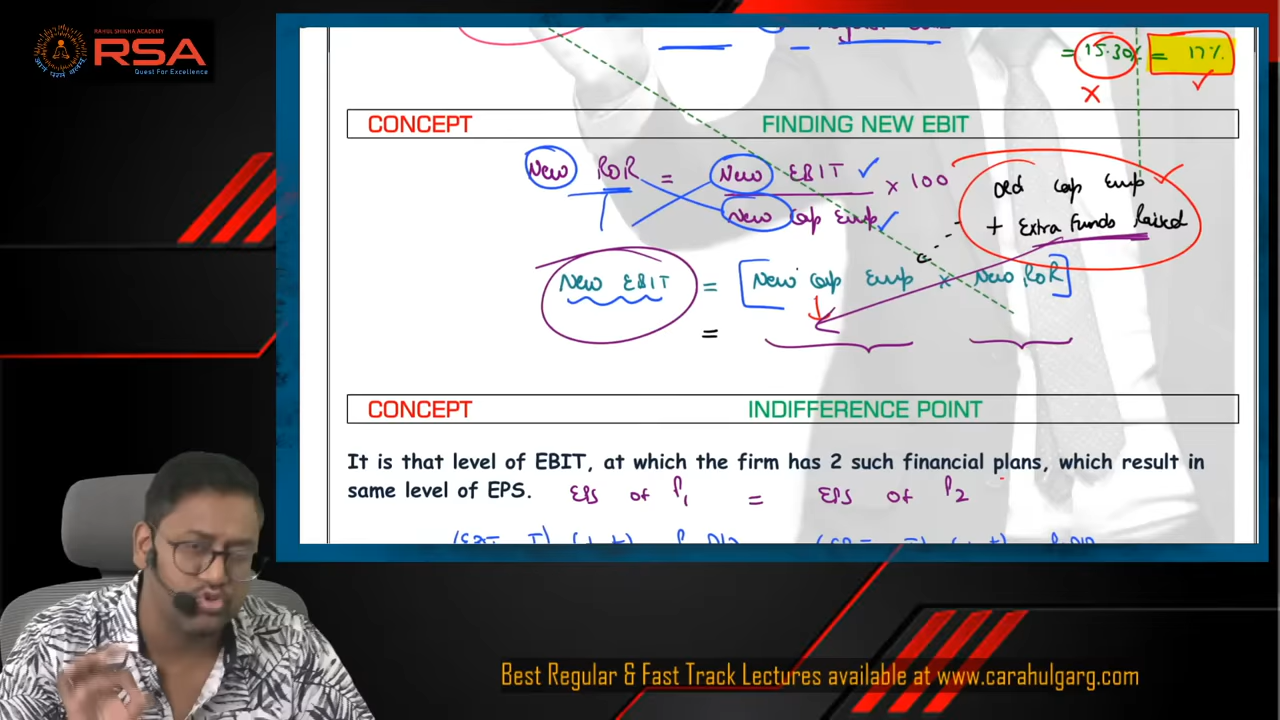 RAHUL SHIKHA ACADEMY
RSA
Quest For Excellence
= 15.30% = 17%
CONCEPT FINDING NEW EBIT
New ROR = New EBIT × 100
New Cap Emp
Old Cap Emp
+ Extra Funds Raised
New EBIT = [New Cap Emp × New ROR]
=
CONCEPT INDIFFERENCE POINT
It is that level of EBIT, at which the firm has 2 such financial plans, which result in
same level of EPS. EPS of P1 = EPS of P2
Best Regular & Fast Track Lectures available at www.carahulgarg.com